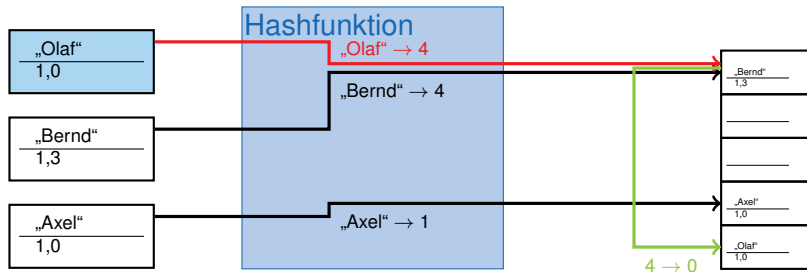 Hashfunktion
„Olaf“
1,0
„Olaf“ → 4
„Bernd“
1,3
„Bernd“ → 4
„Bernd“
1,3
„Axel“
1,0
„Axel“ → 1
„Axel“
1,0
„Olaf“
1,0
4 → 0